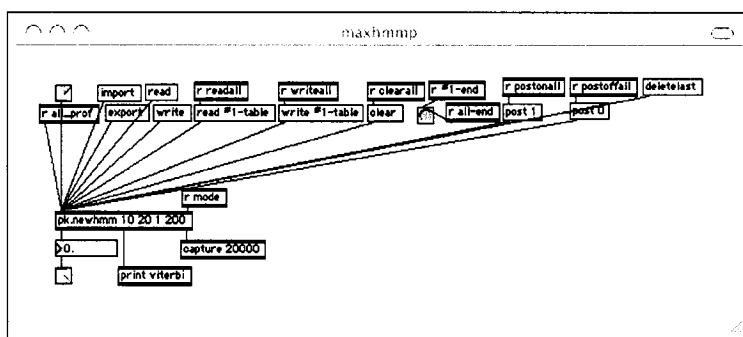 maxhmmp
import
read
r readall
r writeall
r clearall
r #1-end
r postonall
r postoffall
deletelast
r al_prof
export
write
read #1-table
write #1-table
clear
r all-end
post 1
post 0
r mode
pk.newhmm 10 20 1 200
0.
capture 20000
print viterbi